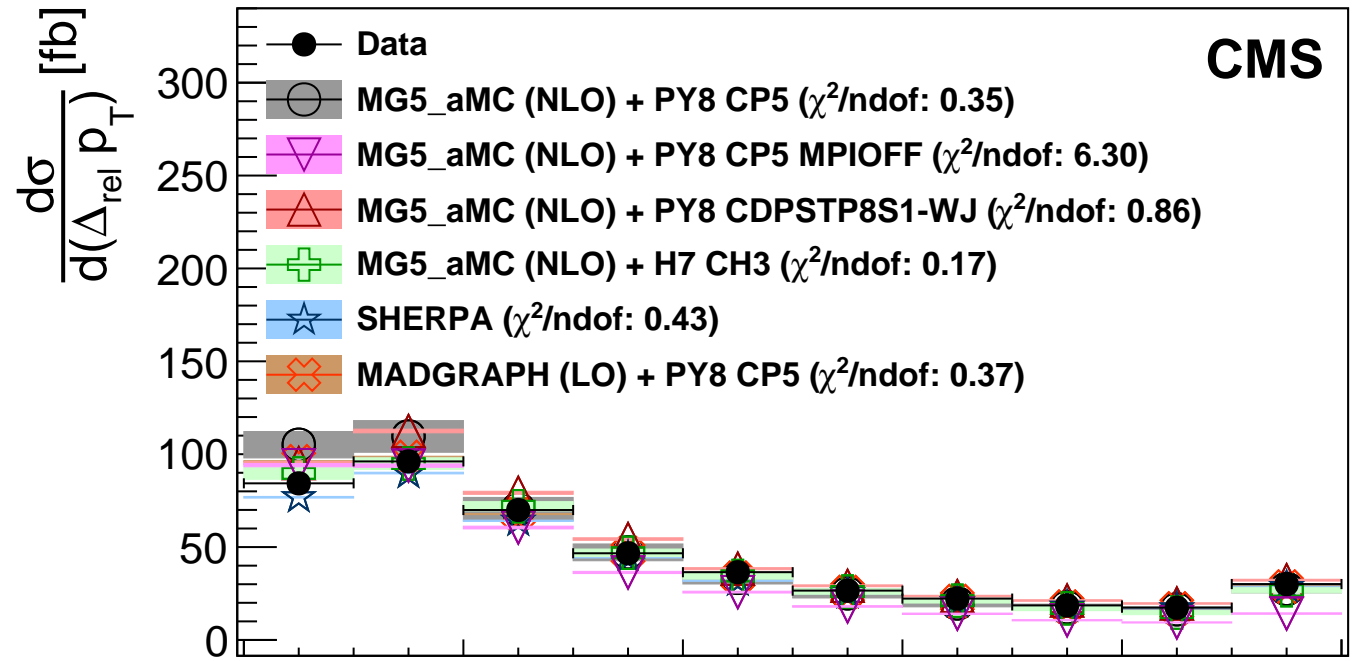 dσ
d(Δrel pT) [fb]
CMS
Data
MG5_aMC (NLO) + PY8 CP5 (χ²/ndof: 0.35)
MG5_aMC (NLO) + PY8 CP5 MPIOFF (χ²/ndof: 6.30)
MG5_aMC (NLO) + PY8 CDPSTP8S1-WJ (χ²/ndof: 0.86)
MG5_aMC (NLO) + H7 CH3 (χ²/ndof: 0.17)
SHERPA (χ²/ndof: 0.43)
MADGRAPH (LO) + PY8 CP5 (χ²/ndof: 0.37)
300
250
200
150
100
50
0